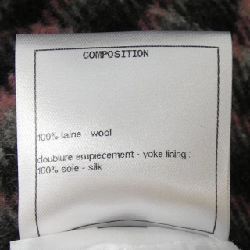 COMPOSITION
100% laine - wool
doublure empiecement - yoke lining :
100% soie - silk